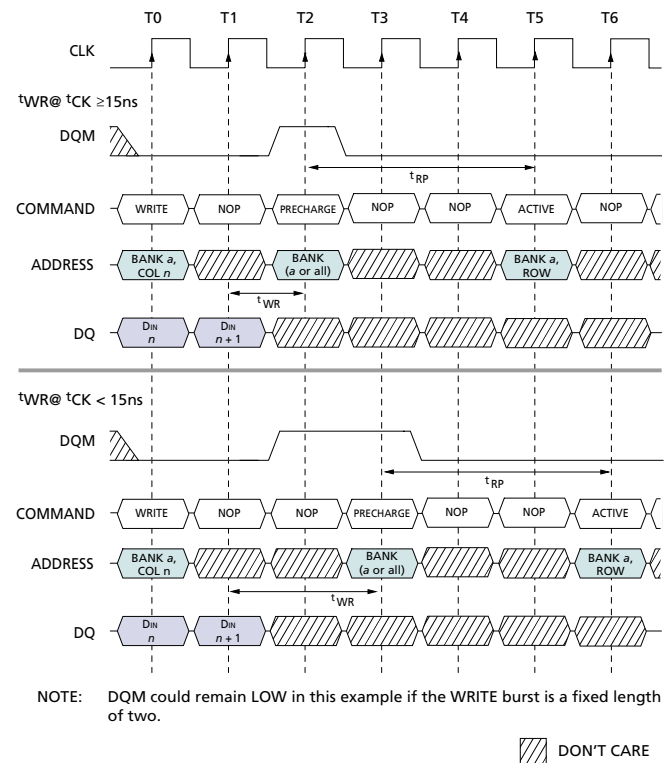 T0 T1 T2 T3 T4 T5 T6
CLK
tWR@ tCK ≥15ns
DQM
tRP
COMMAND WRITE NOP PRECHARGE NOP NOP ACTIVE NOP
ADDRESS BANK a, COL n BANK (a or all) BANK a, ROW
tWR
DQ DIN n DIN n + 1
tWR@ tCK < 15ns
DQM
tRP
COMMAND WRITE NOP NOP PRECHARGE NOP NOP ACTIVE
ADDRESS BANK a, COL n BANK (a or all) BANK a, ROW
tWR
DQ DIN n DIN n + 1
NOTE: DQM could remain LOW in this example if the WRITE burst is a fixed length
of two.
DON'T CARE